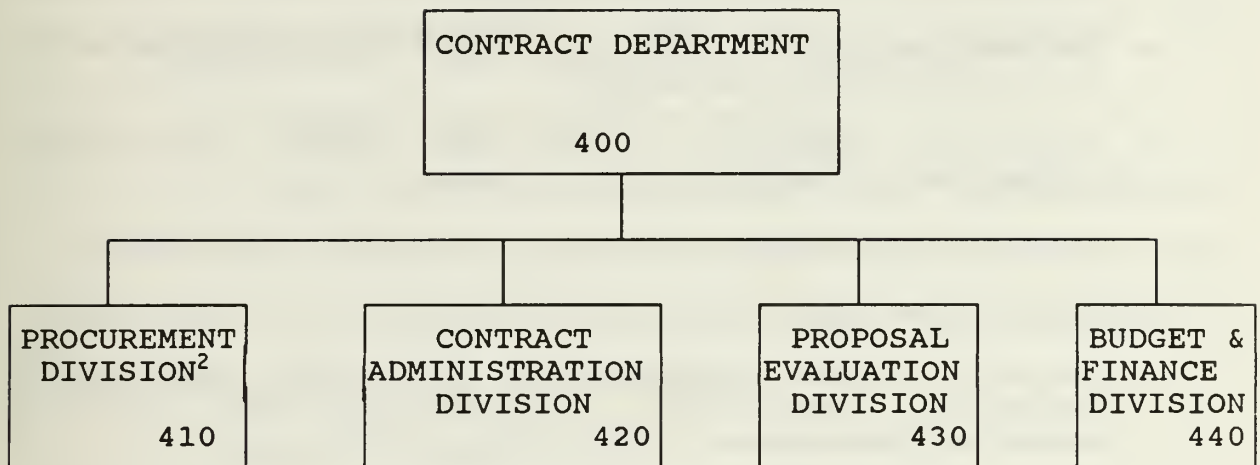 CONTRACT DEPARTMENT
400
PROCUREMENT
DIVISION²
410
CONTRACT
ADMINISTRATION
DIVISION
420
PROPOSAL
EVALUATION
DIVISION
430
BUDGET &
FINANCE
DIVISION
440